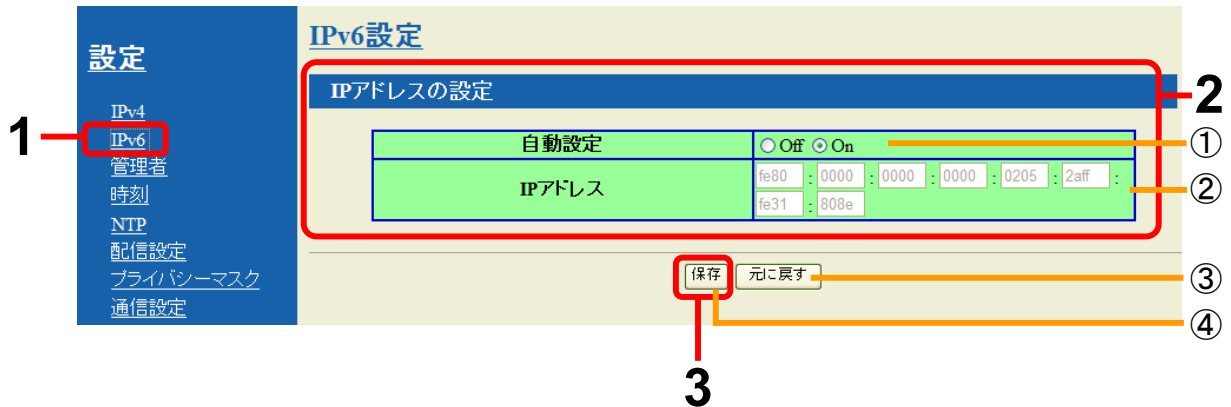 設定
IPv4
IPv6
管理者
時刻
NTP
配信設定
プライバシーマスク
通信設定
IPv6設定
IPアドレスの設定
自動設定 Off On
IPアドレス fe80 : 0000 : 0000 : 0000 : 0205 : 2aff :
fe31 : 808e
保存 元に戻す
1
2
①
②
③
④
3